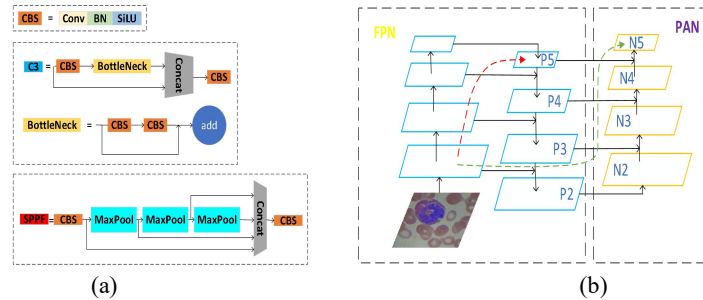 CBS = Conv BN SiLU
C3 = CBS BottleNeck Concat CBS
BottleNeck = CBS CBS add
SPPF = CBS MaxPool MaxPool MaxPool Concat CBS
(a)
FPN
P5
P4
P3
P2
PAN
N5
N4
N3
N2
(b)